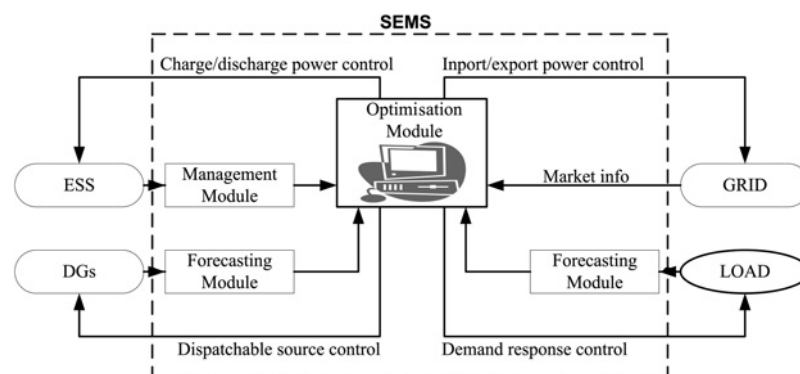 SEMS
Charge/discharge power control
Inport/export power control
Optimisation
Module
ESS
Management
Module
Market info
GRID
DGs
Forecasting
Module
Forecasting
Module
LOAD
Dispatchable source control
Demand response control